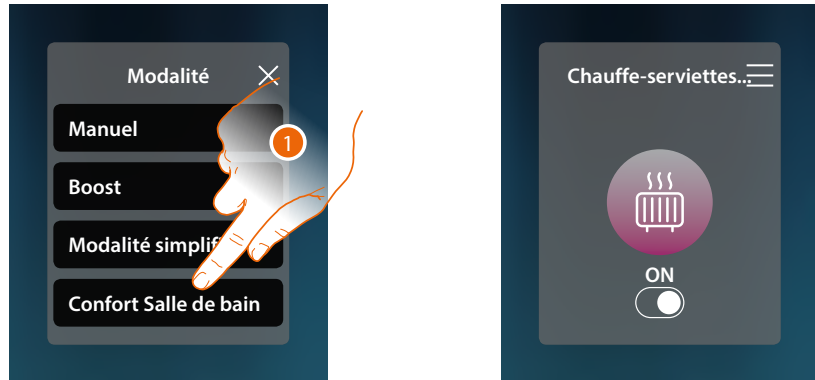 Modalité
Manuel
1
Boost
Modalité simplif
Confort Salle de bain
Chauffe-serviettes...
ON